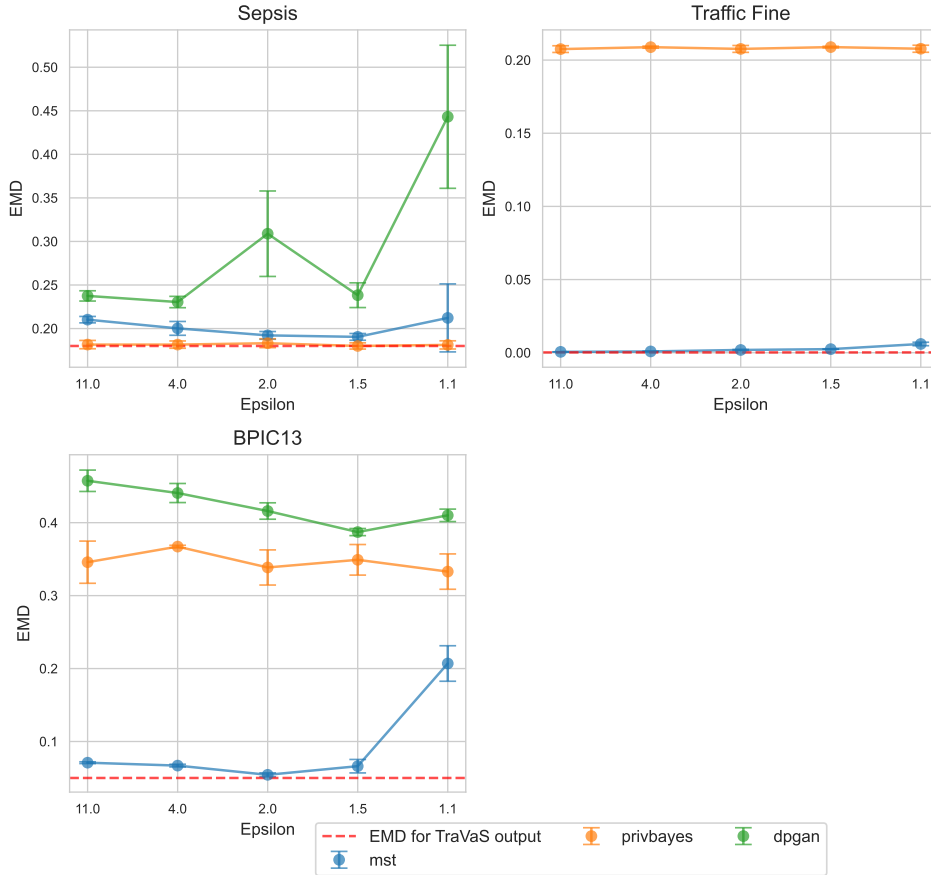 Sepsis
0.50
0.45
0.40
0.35
0.30
0.25
0.20
EMD
11.0 4.0 2.0 1.5 1.1
Epsilon
Traffic Fine
0.20
0.15
0.10
0.05
0.00
EMD
11.0 4.0 2.0 1.5 1.1
Epsilon
BPIC13
0.4
0.3
0.2
0.1
EMD
11.0 4.0 2.0 1.5 1.1
Epsilon
EMD for TraVaS output privbayes dpgan
mst